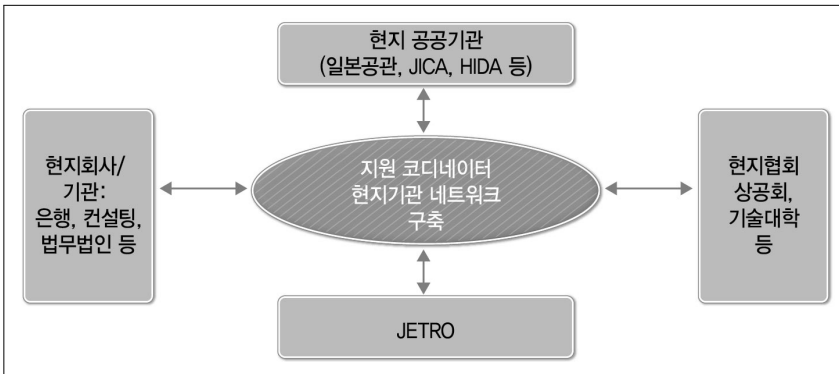 현지 공공기관
(일본공관, JICA, HIDA 등)
현지회사/
기관:
은행, 컨설팅,
법무법인 등
지원 코디네이터
현지기관 네트워크
구축
현지협회
상공회,
기술대학
등
JETRO